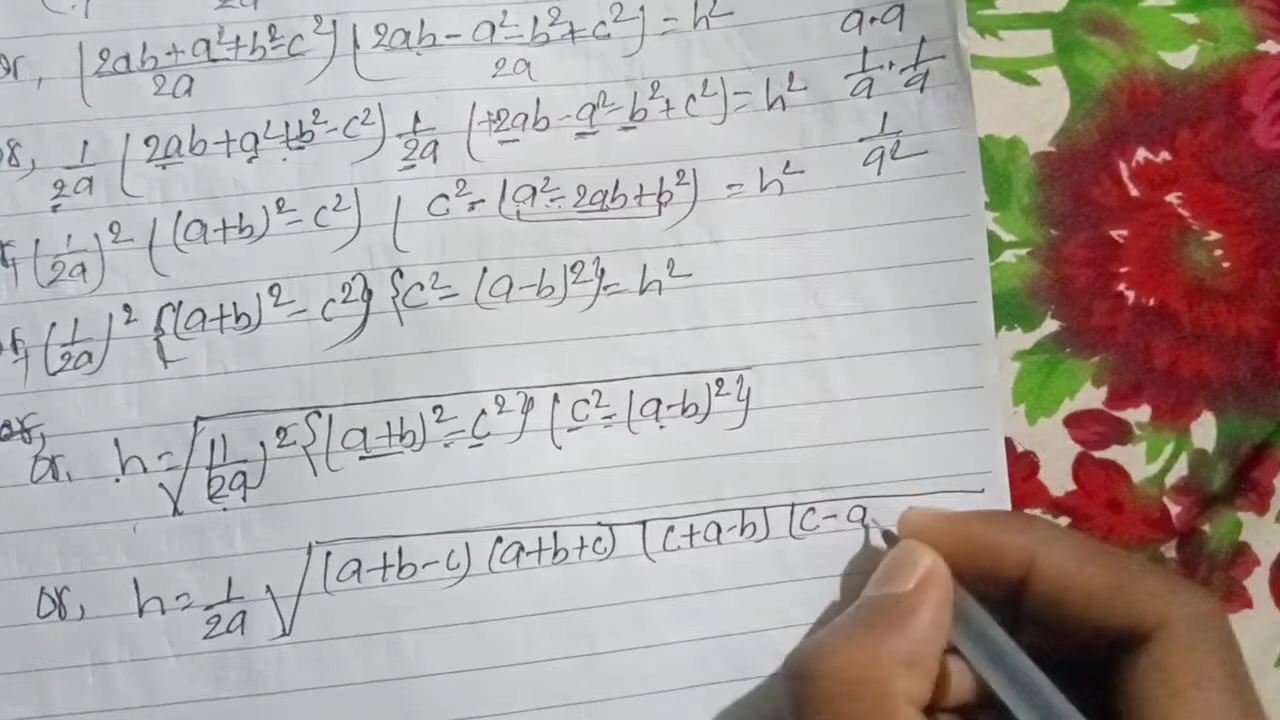 or, (2ab+a²+b²-c² / 2a) (2ab-a²-b²+c² / 2a) = h²
a·a
or, 1/2a (2ab+a²+b²-c²) 1/2a (+2ab-a²-b²+c²) = h²
1/a · 1/a
(1/2a)² ((a+b)²-c²) ( c²-(a²-2ab+b²) = h²
1/a²
(1/2a)² {(a+b)²-c²} {c²-(a-b)²} = h²
or, h = √(1/2a)² {(a+b)²-c²} {c²-(a-b)²}
or, h = 1/2a √(a+b-c) (a+b+c) (c+a-b) (c-a